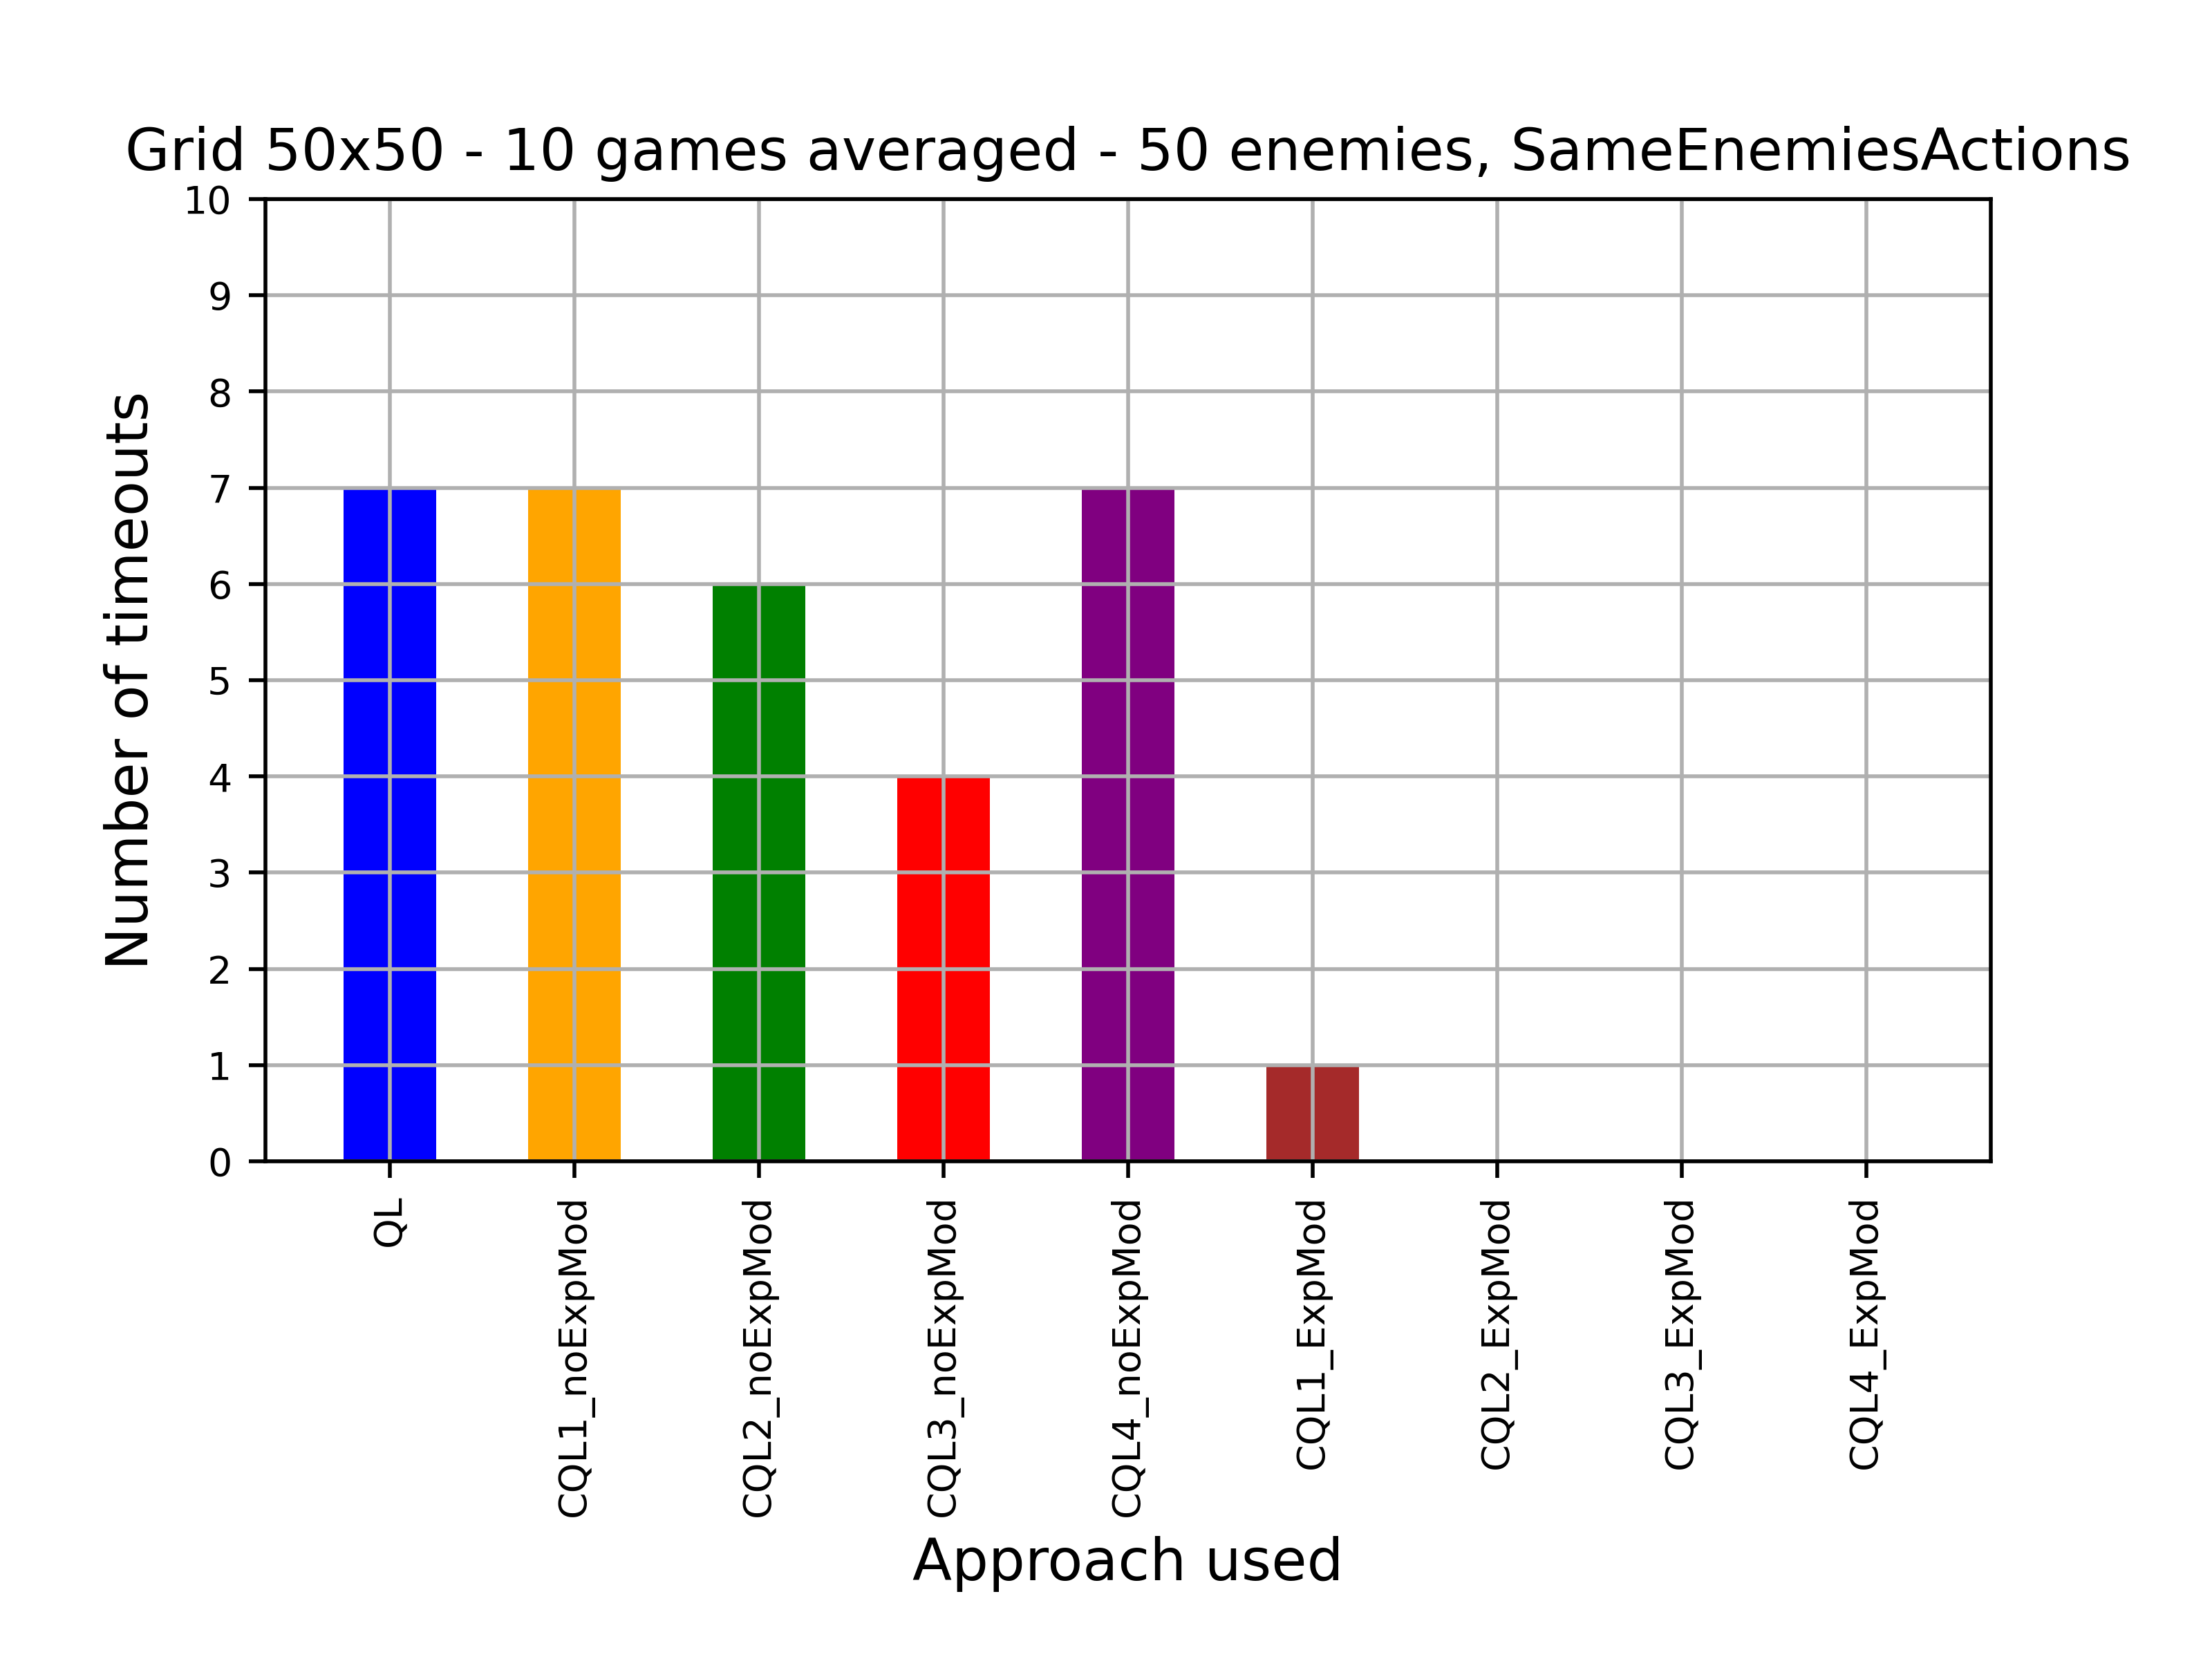 Grid 50x50 - 10 games averaged - 50 enemies, SameEnemiesActions
Number of timeouts
10
9
8
7
6
5
4
3
2
1
0
QL
CQL1_noExpMod
CQL2_noExpMod
CQL3_noExpMod
CQL4_noExpMod
CQL1_ExpMod
CQL2_ExpMod
CQL3_ExpMod
CQL4_ExpMod
Approach used